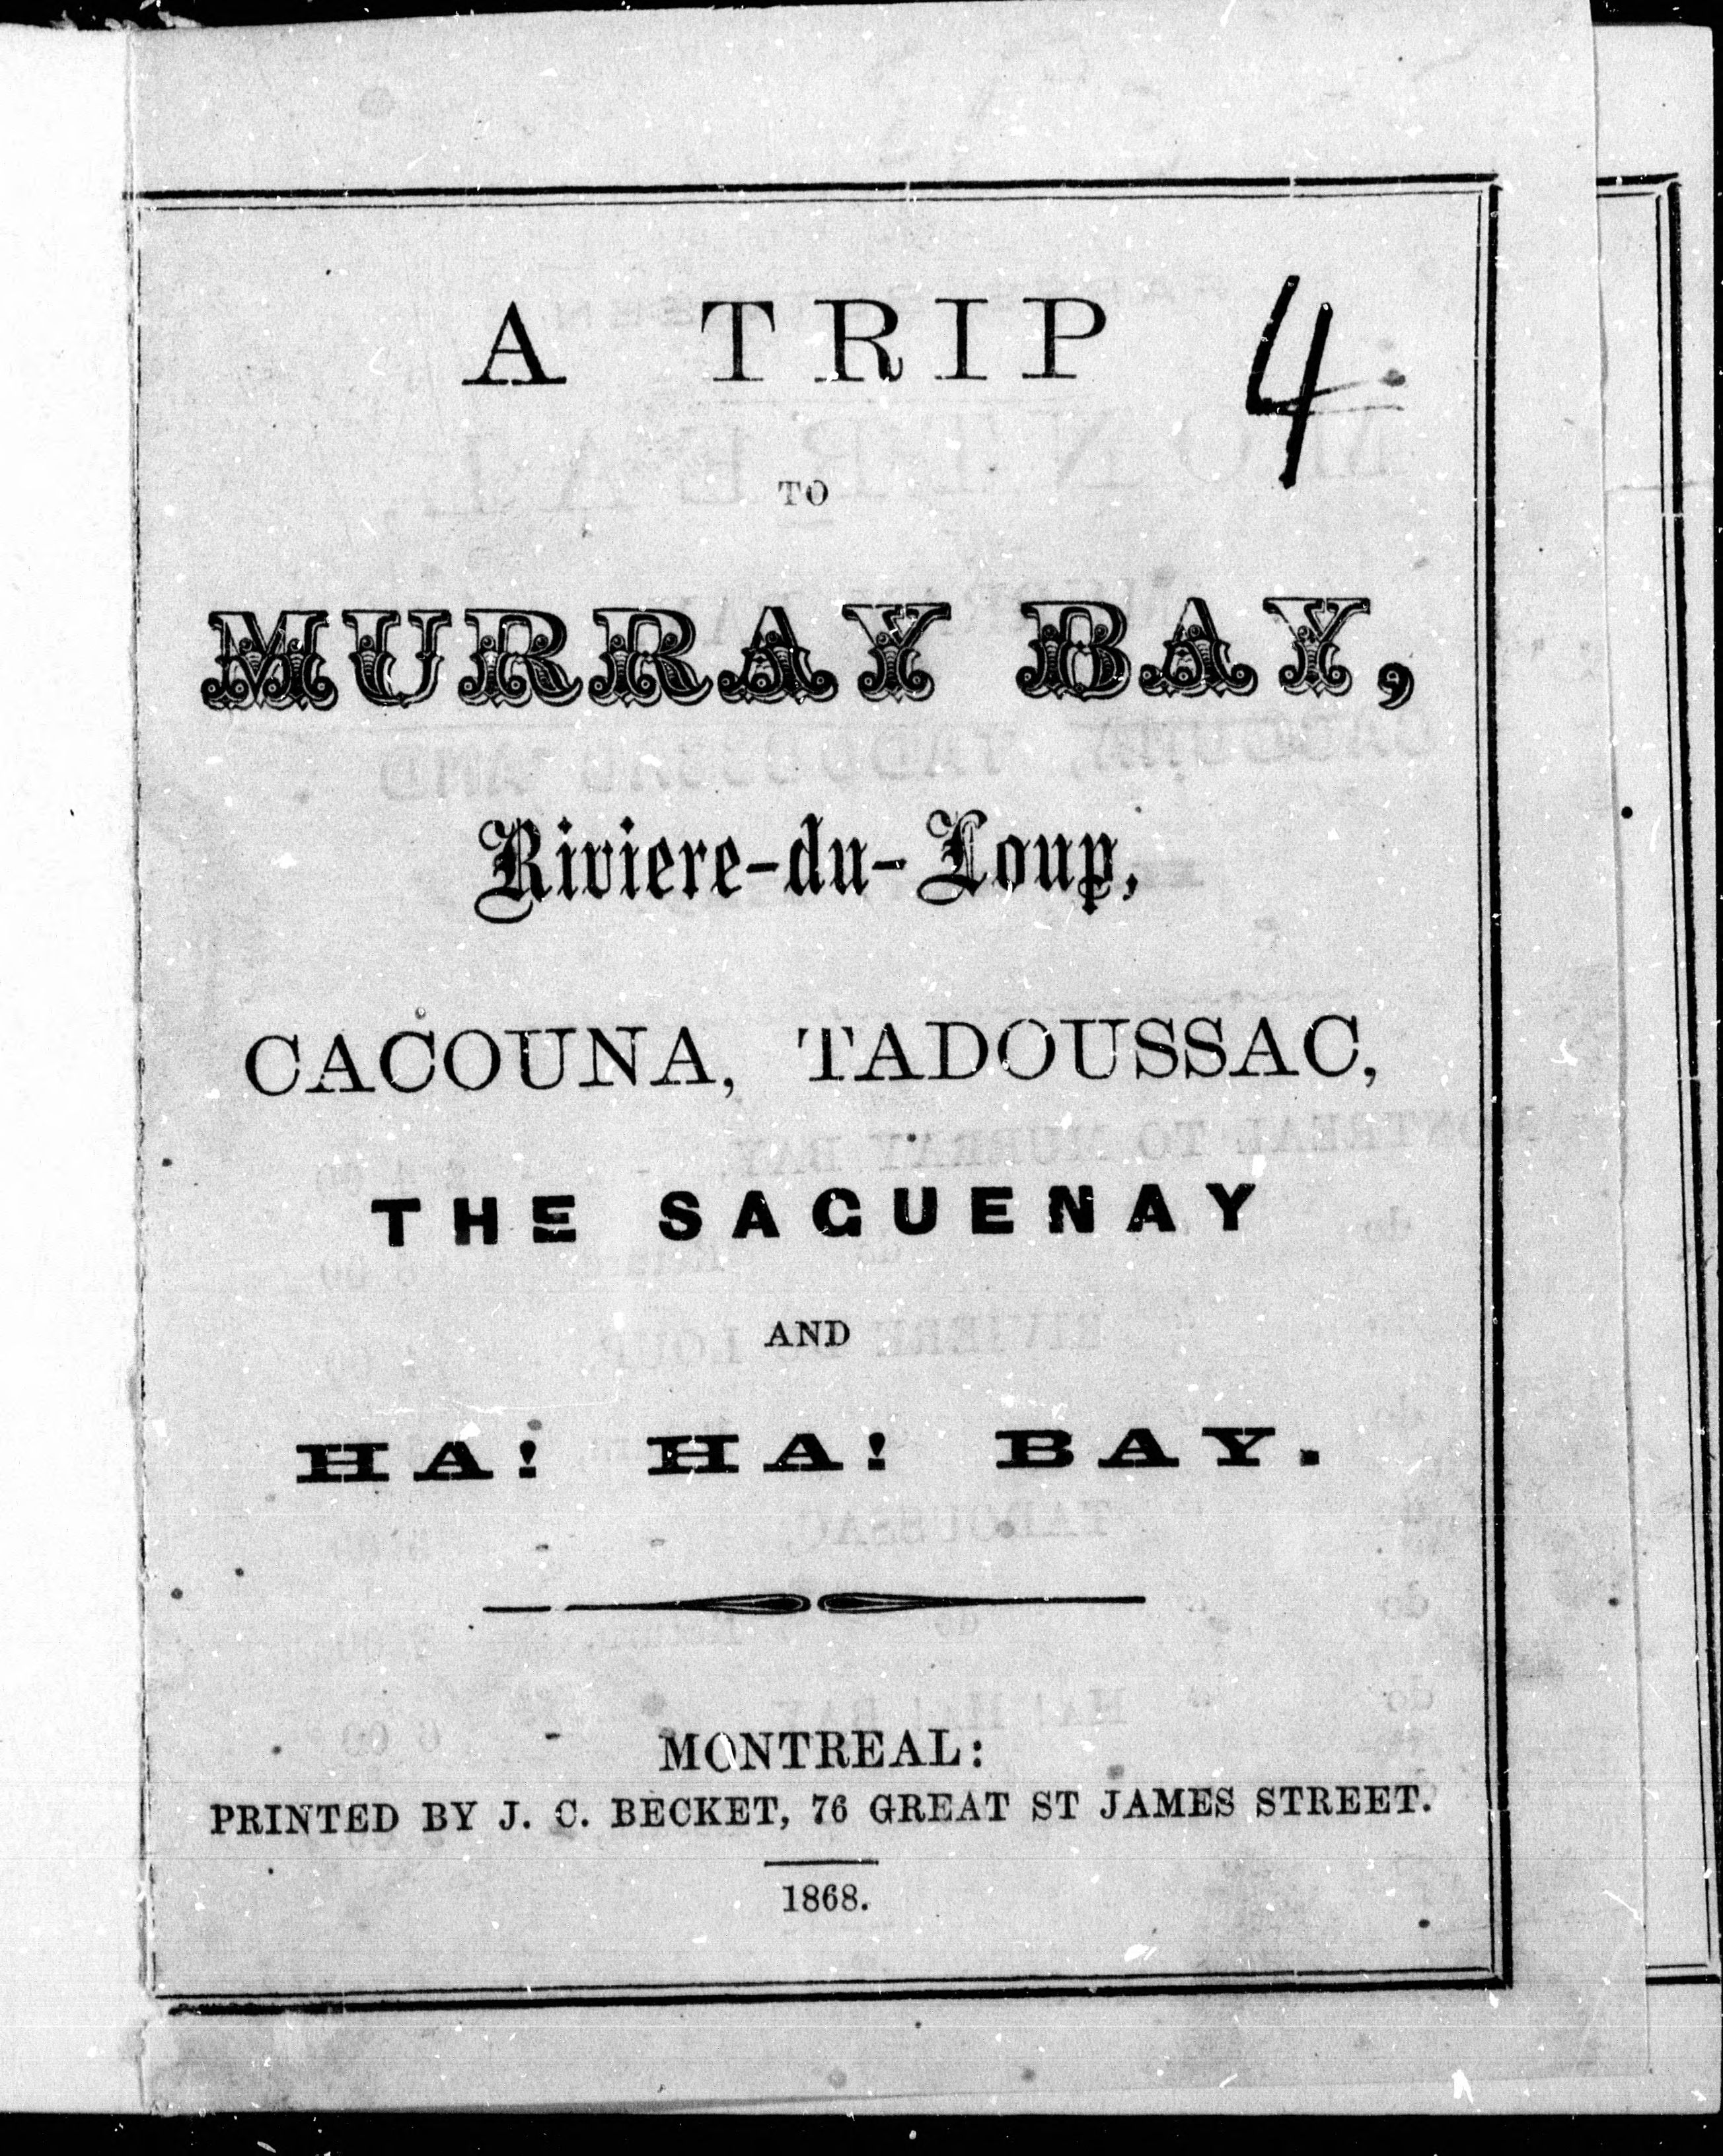 A TRIP
4
TO
MURRAY BAY,
Riviere-du-Loup,
CACOUNA, TADOUSSAC,
THE SAGUENAY
AND
HA! HA! BAY.
MONTREAL:
PRINTED BY J. C. BECKET, 76 GREAT ST JAMES STREET.
1868.